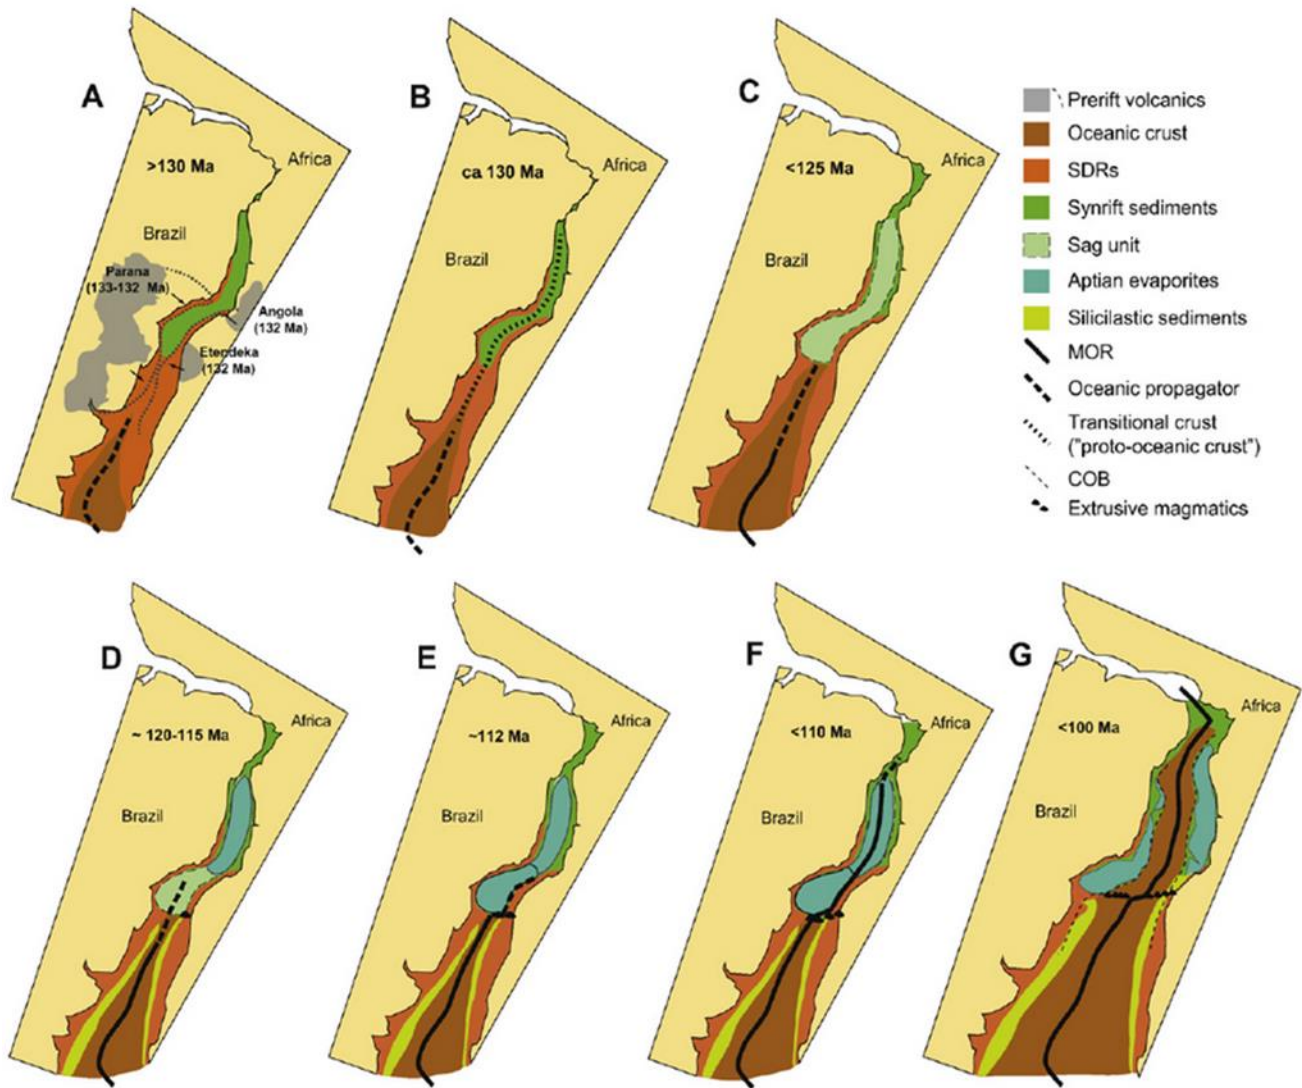 A
>130 Ma
Africa
Brazil
Parana
(133-132 Ma)
Angola
(132 Ma)
Etendeka
(132 Ma)
B
ca. 130 Ma
Africa
Brazil
C
<125 Ma
Africa
Brazil
Prerift volcanics
Oceanic crust
SDRs
Synrift sediments
Sag unit
Aptian evaporites
Silicilastic sediments
MOR
Oceanic propagator
Transitional crust
("proto-oceanic crust")
COB
Extrusive magmatics
D
~ 120-115 Ma
Africa
Brazil
E
~112 Ma
Africa
Brazil
F
<110 Ma
Africa
Brazil
G
<100 Ma
Africa
Brazil